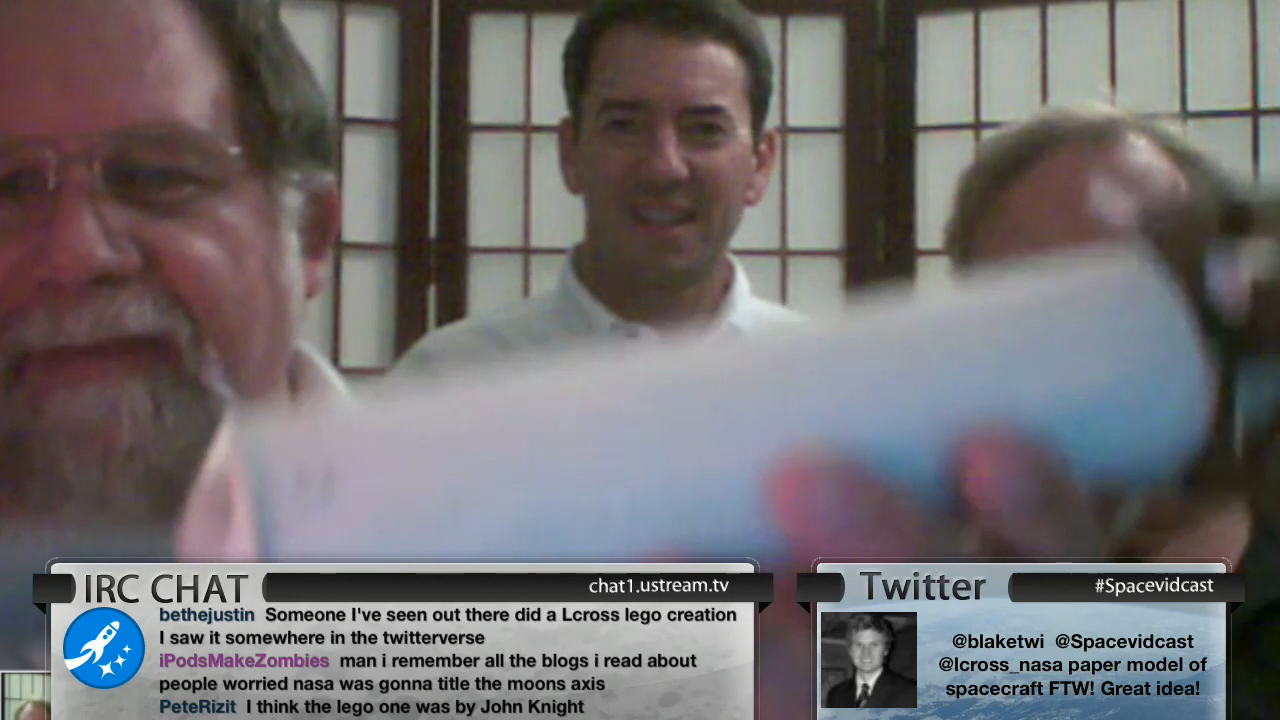 IRC CHAT
chat1.ustream.tv
bethejustin Someone I've seen out there did a Lcross lego creation
I saw it somewhere in the twitterverse
iPodsMakeZombies man i remember all the blogs i read about
people worried nasa was gonna title the moons axis
PeteRizit I think the lego one was by John Knight
Twitter
#Spacevidcast
@blaketwi @Spacevidcast
@lcross_nasa paper model of
spacecraft FTW! Great idea!